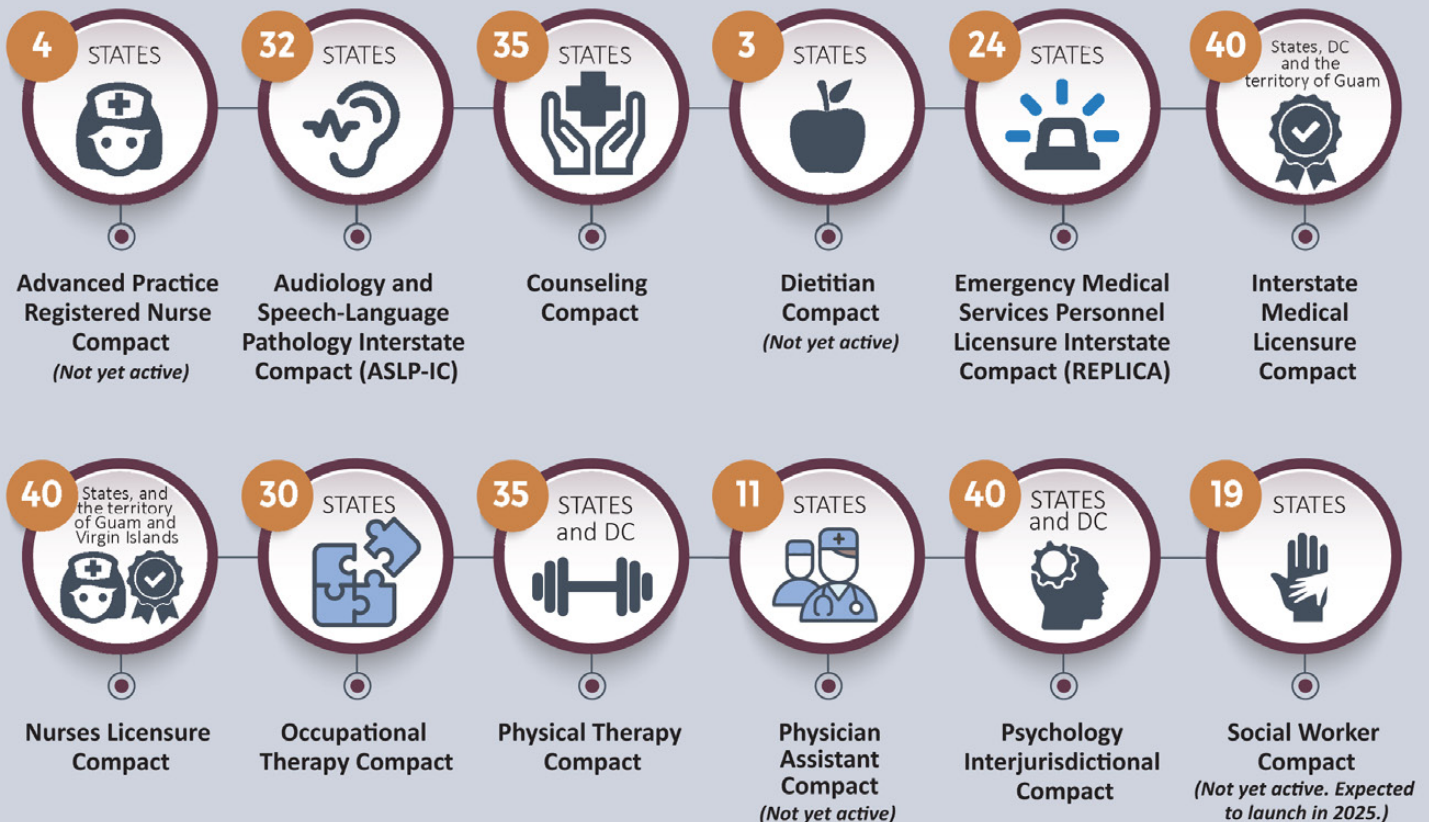 4
STATES
Advanced Practice
Registered Nurse
Compact
(Not yet active)
32
STATES
Audiology and
Speech-Language
Pathology Interstate
Compact (ASLP-IC)
35
STATES
Counseling
Compact
3
STATES
Dietitian
Compact
(Not yet active)
24
STATES
Emergency Medical
Services Personnel
Licensure Interstate
Compact (REPLICA)
40
States, DC
and the
territory of Guam
Interstate
Medical
Licensure
Compact
40
States, and
the territory
of Guam and
Virgin Islands
Nurses Licensure
Compact
30
STATES
Occupational
Therapy Compact
35
STATES
and DC
Physical Therapy
Compact
11
STATES
Physician
Assistant
Compact
(Not yet active)
40
STATES
and DC
Psychology
Interjurisdictional
Compact
19
STATES
Social Worker
Compact
(Not yet active. Expected
to launch in 2025.)